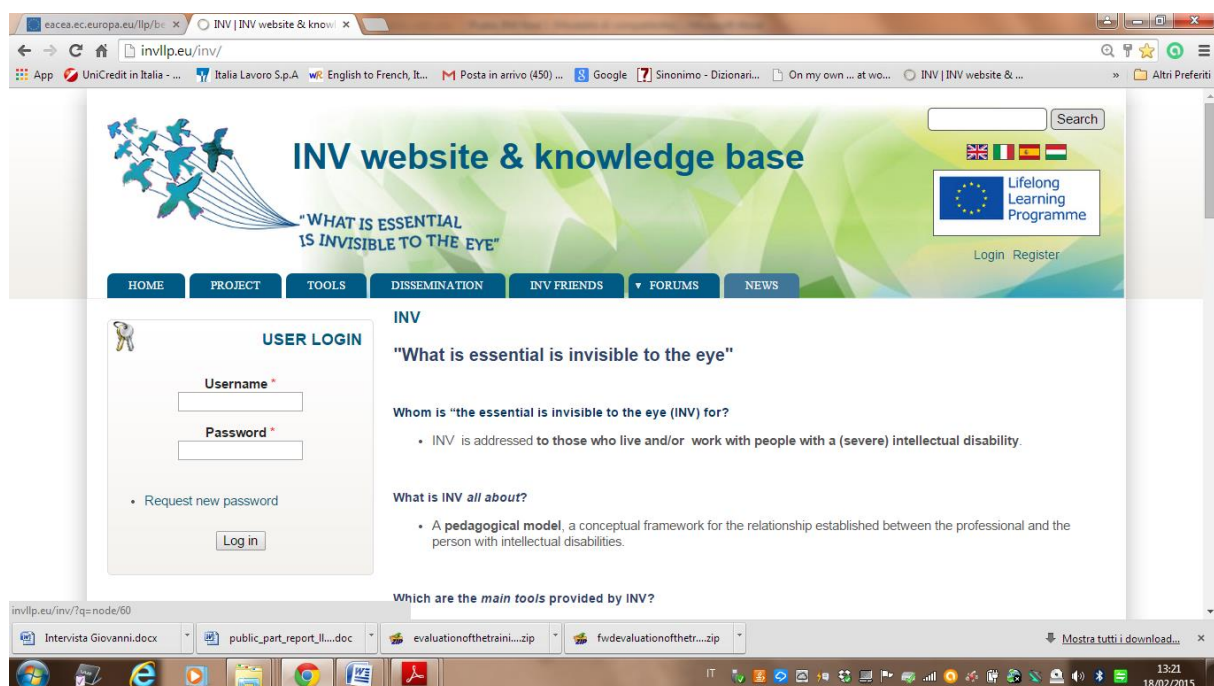 eacea.ec.europa.eu/llp/be
INV | INV website & knowl
invllp.eu/inv/
App UniCredit in Italia - ... Italia Lavoro S.p.A English to French, It... Posta in arrivo (450) ... Google Sinonimo - Dizionari... On my own ... at wo... INV | INV website & ... » Altri Preferiti
Search
INV website & knowledge base
"WHAT IS ESSENTIAL
IS INVISIBLE TO THE EYE"
Lifelong
Learning
Programme
Login Register
HOME PROJECT TOOLS DISSEMINATION INV FRIENDS ▼ FORUMS NEWS
USER LOGIN
Username *
Password *
• Request new password
Log in
INV
"What is essential is invisible to the eye"
Whom is “the essential is invisible to the eye (INV) for?
• INV is addressed to those who live and/or work with people with a (severe) intellectual disability.
What is INV all about?
• A pedagogical model, a conceptual framework for the relationship established between the professional and the
person with intellectual disabilities.
Which are the main tools provided by INV?
invllp.eu/inv/?q=node/60
Intervista Giovanni.docx public_part_report_ll....doc evaluationofthetraini....zip fwdevaluationofthetr....zip Mostra tutti i download...
IT 13:21
18/02/2015